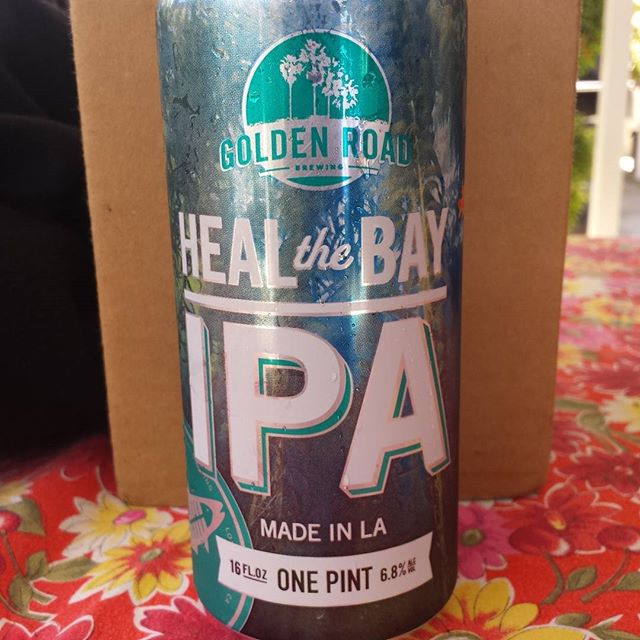 GOLDEN ROAD
BREWING
HEAL the BAY
IPA
MADE IN LA
16 FL OZ ONE PINT 6.8% ALC VOL